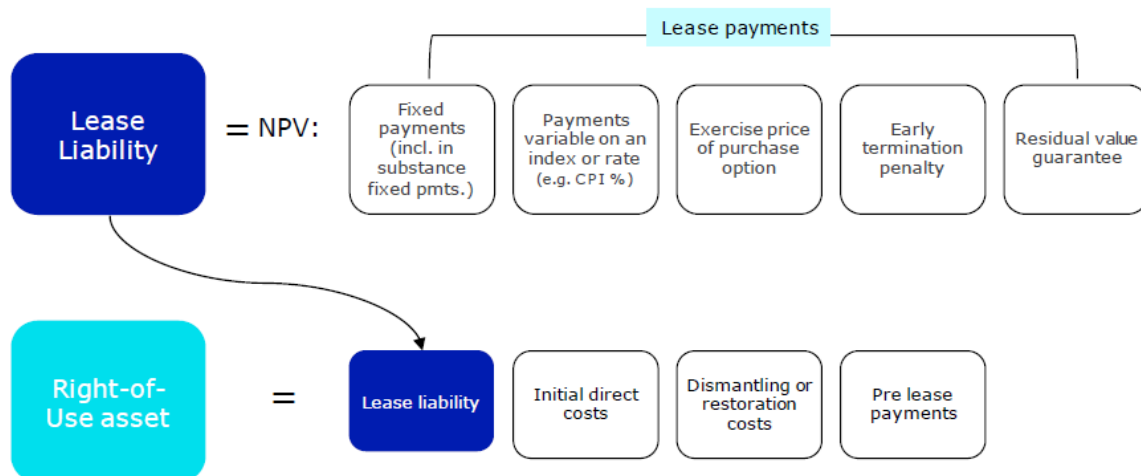 Lease payments
Lease
Liability
= NPV:
Fixed
payments
(incl. in
substance
fixed pmts.)
Payments
variable on an
index or rate
(e.g. CPI %)
Exercise price
of purchase
option
Early
termination
penalty
Residual value
guarantee
Right-of-
Use asset
=
Lease liability
Initial direct
costs
Dismantling or
restoration
costs
Pre lease
payments